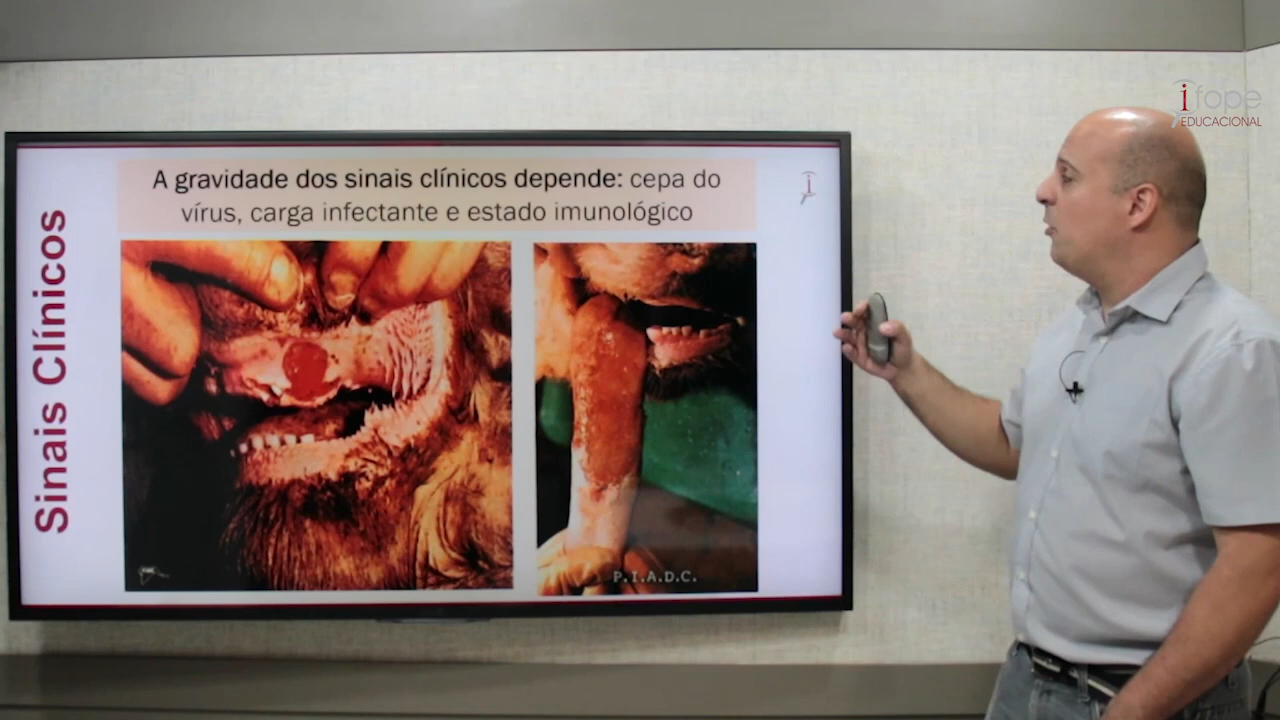 ifope
EDUCACIONAL
A gravidade dos sinais clínicos depende: cepa do
vírus, carga infectante e estado imunológico
Sinais Clínicos
P.I.A.D.C.